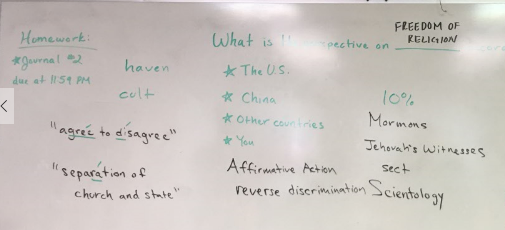 Homework:
*Journal #2
due at 11:59 PM
haven
cult
"agree to disagree"
"separation of
church and state"
What is
spective on
FREEDOM OF
RELIGION
* The U.S.
* China
* Other countries
* You
Affirmative Action
reverse discrimination
10%
Mormons
Jehovah's Witnesses
sect
Scientology